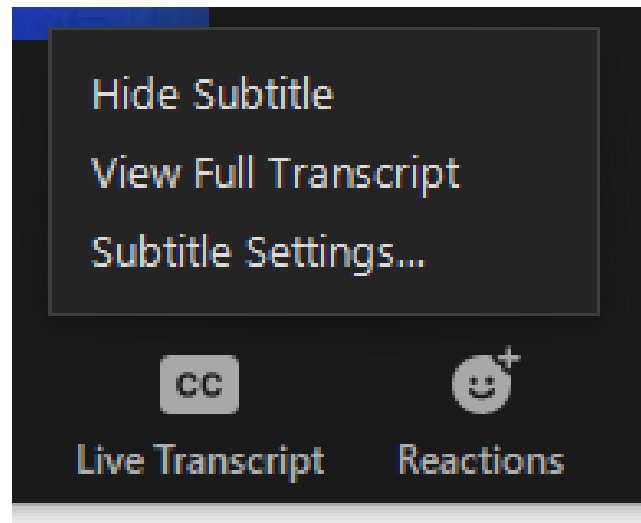 Hide Subtitle
View Full Transcript
Subtitle Settings...
CC
Live Transcript
Reactions